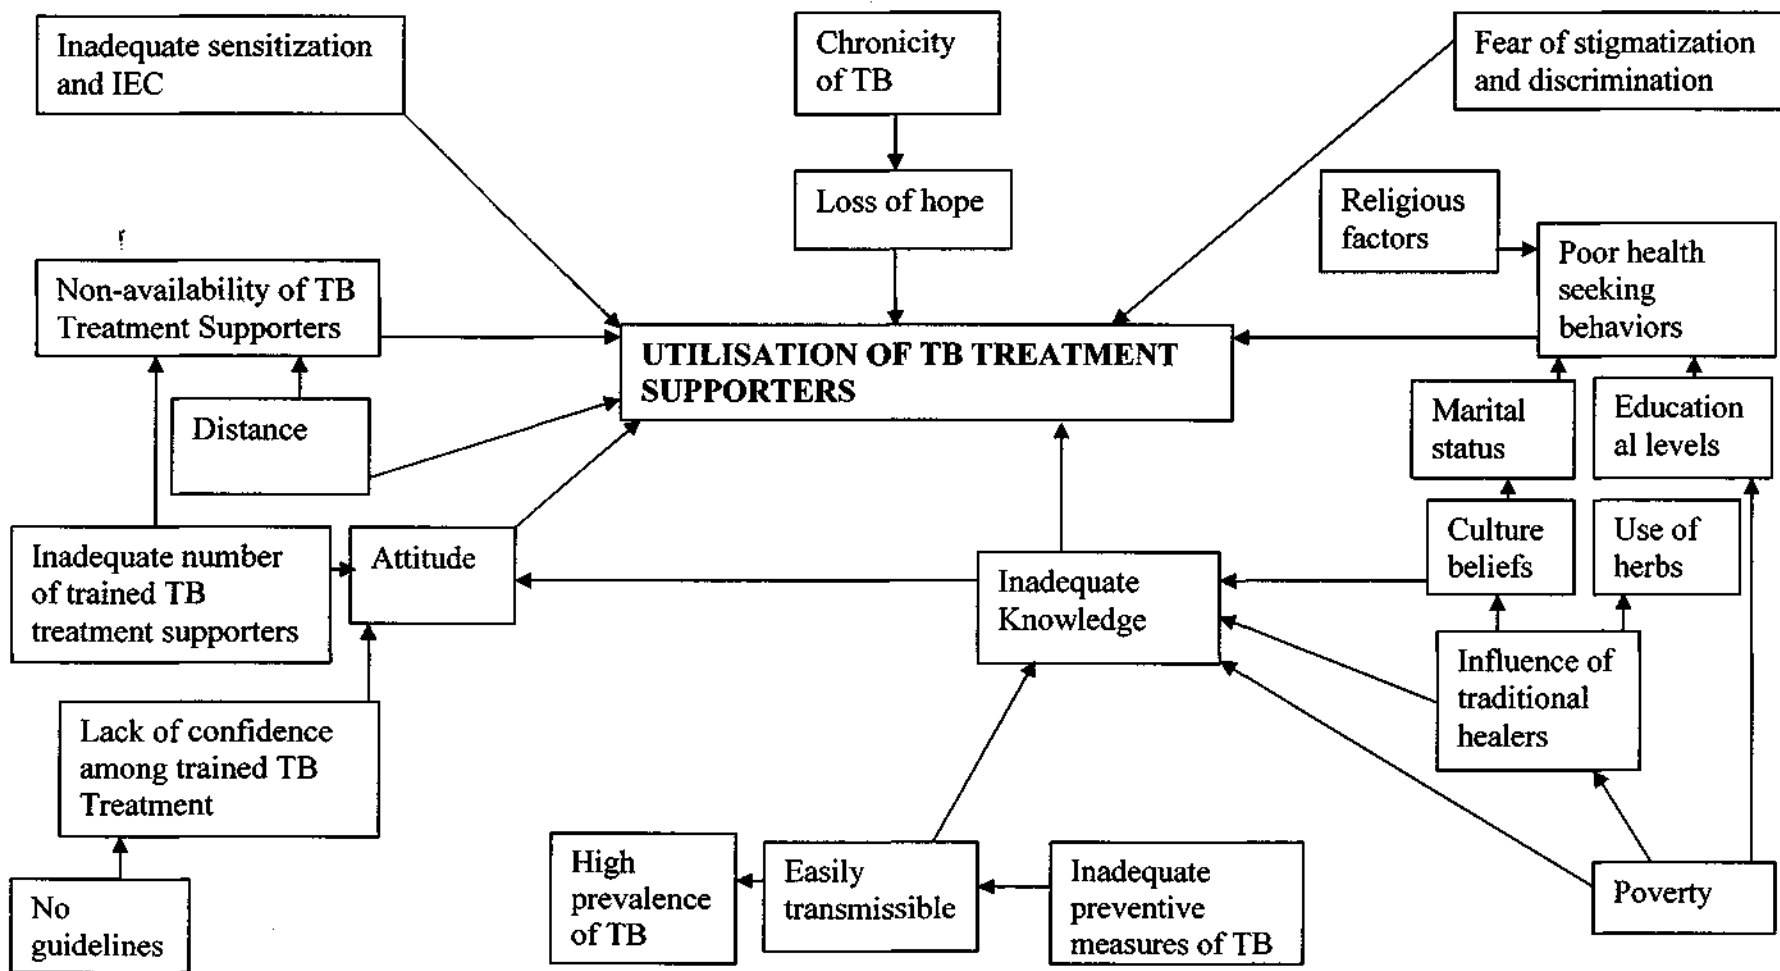 Inadequate sensitization
and IEC
Chronicity
of TB
Fear of stigmatization
and discrimination
Loss of hope
Religious
factors
Poor health
seeking
behaviors
Non-availability of TB
Treatment Supporters
UTILISATION OF TB TREATMENT
SUPPORTERS
Distance
Marital
status
Education
al levels
Inadequate number
of trained TB
treatment supporters
Attitude
Inadequate
Knowledge
Culture
beliefs
Use of
herbs
Influence of
traditional
healers
Lack of confidence
among trained TB
Treatment
No
guidelines
High
prevalence
of TB
Easily
transmissible
Inadequate
preventive
measures of TB
Poverty